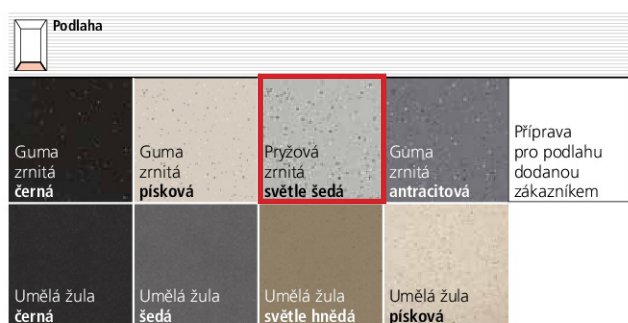 Podlaha
Guma
zrnitá
černá
Guma
zrnitá
písková
Pryžová
zrnitá
světle šedá
Guma
zrnitá
antracitová
Příprava
pro podlahu
dodanou
zákazníkem
Umělá žula
černá
Umělá žula
šedá
Umělá žula
světle hnědá
Umělá žula
písková